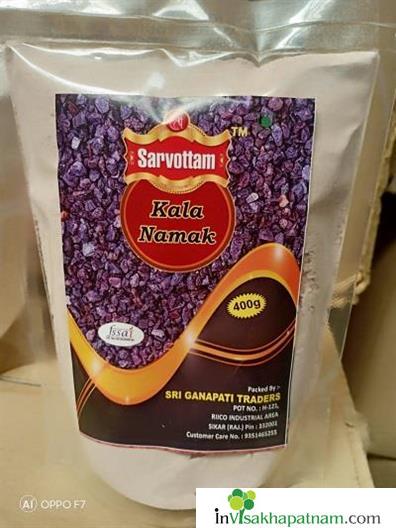 Sarvottam
TM
Kala
Namak
400g
fssai
Packed By :-
SRI GANAPATI TRADERS
POT NO. : H-123,
RIICO INDUSTRIAL AREA
SIKAR (RAJ.) Pin : 332001
Customer Care No. : 9351465255
AI OPPO F7
inVisakhapatnam.com